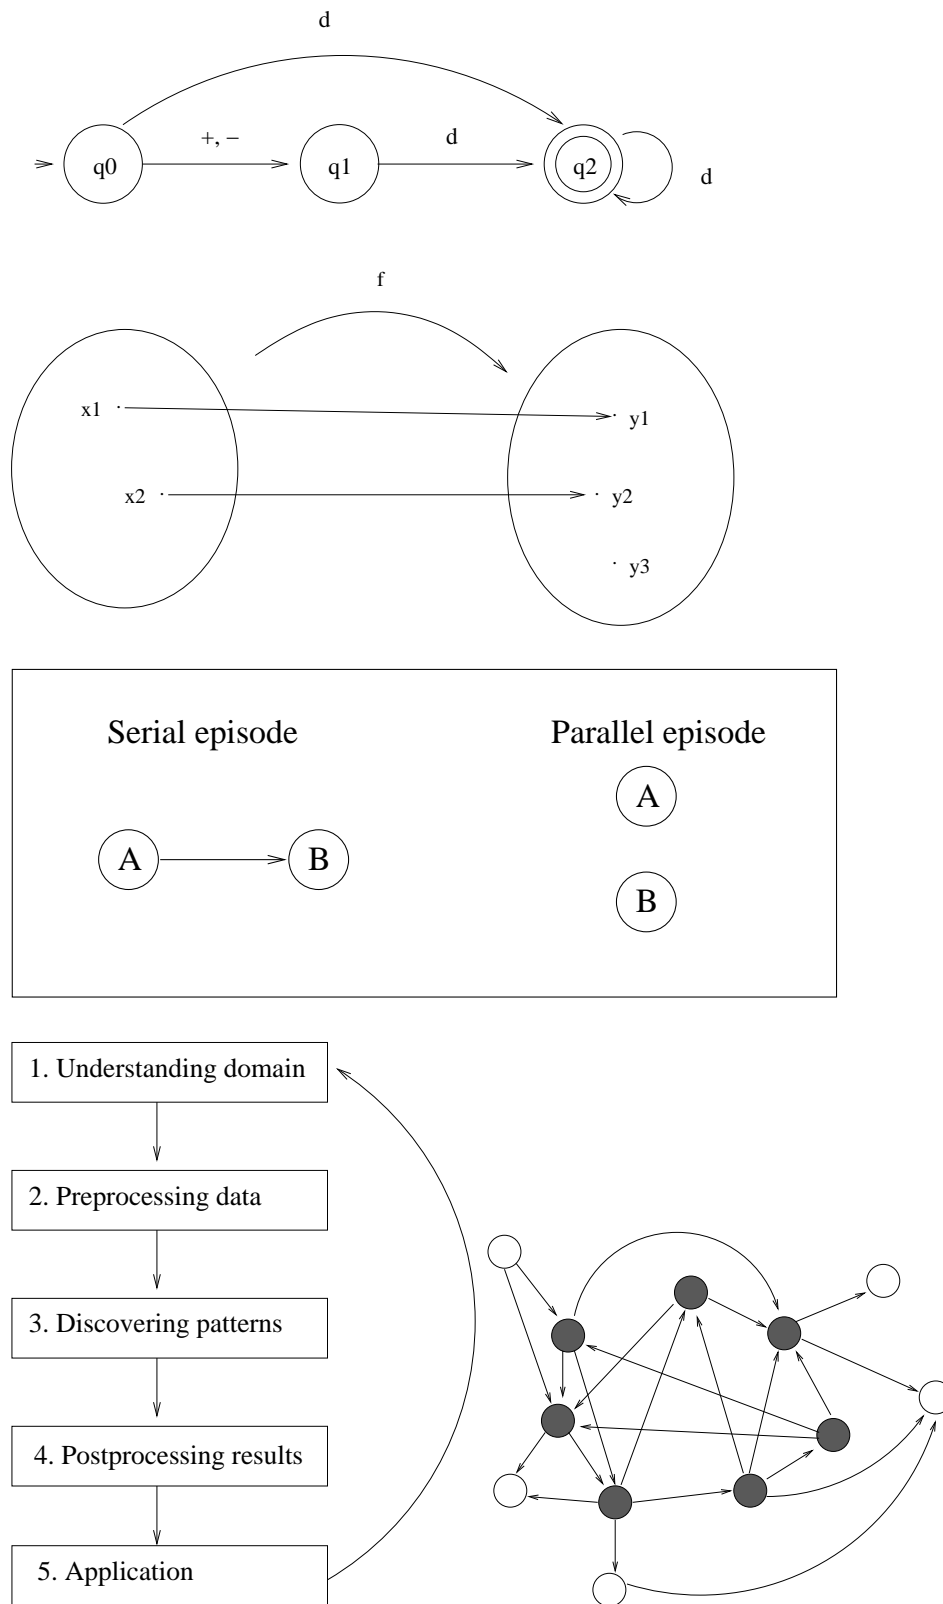 d
+, − d
q0 q1 q2 d
f
x1 y1
x2 y2
y3
Serial episode Parallel episode
A
A B
B
1. Understanding domain
2. Preprocessing data
3. Discovering patterns
4. Postprocessing results
5. Application